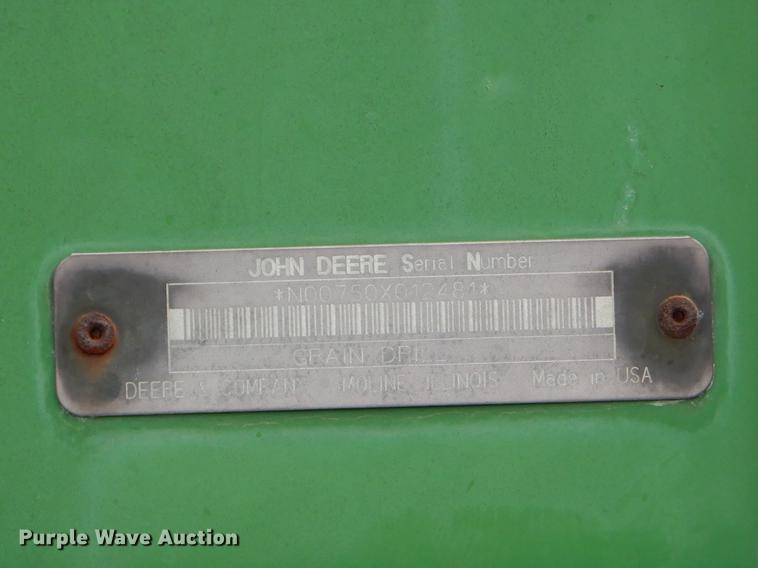 JOHN DEERE Serial Number
*N00750X012481*
GRAIN DRILL
DEERE & COMPANY MOLINE ILLINOIS Made in USA
Purple Wave Auction